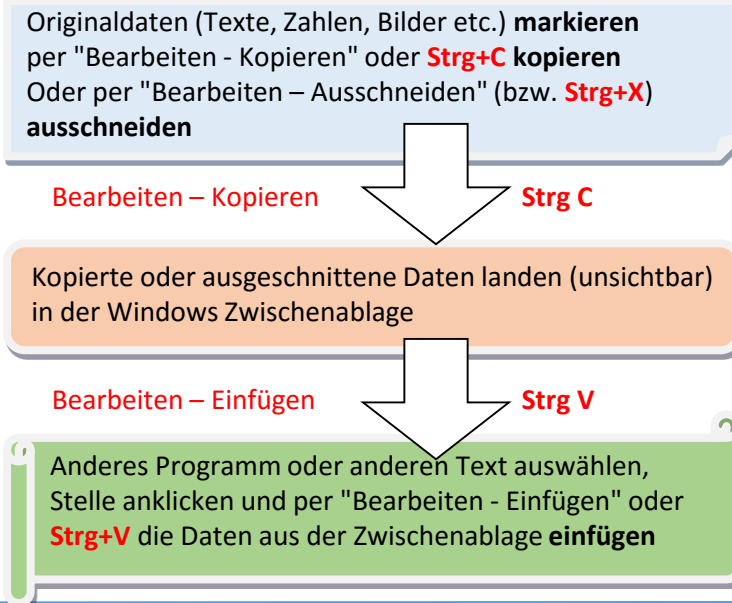 Originaldaten (Texte, Zahlen, Bilder etc.) markieren
per "Bearbeiten - Kopieren" oder Strg+C kopieren
Oder per "Bearbeiten – Ausschneiden" (bzw. Strg+X)
ausschneiden
Bearbeiten – Kopieren Strg C
Kopierte oder ausgeschnittene Daten landen (unsichtbar)
in der Windows Zwischenablage
Bearbeiten – Einfügen Strg V
Anderes Programm oder anderen Text auswählen,
Stelle anklicken und per "Bearbeiten - Einfügen" oder
Strg+V die Daten aus der Zwischenablage einfügen